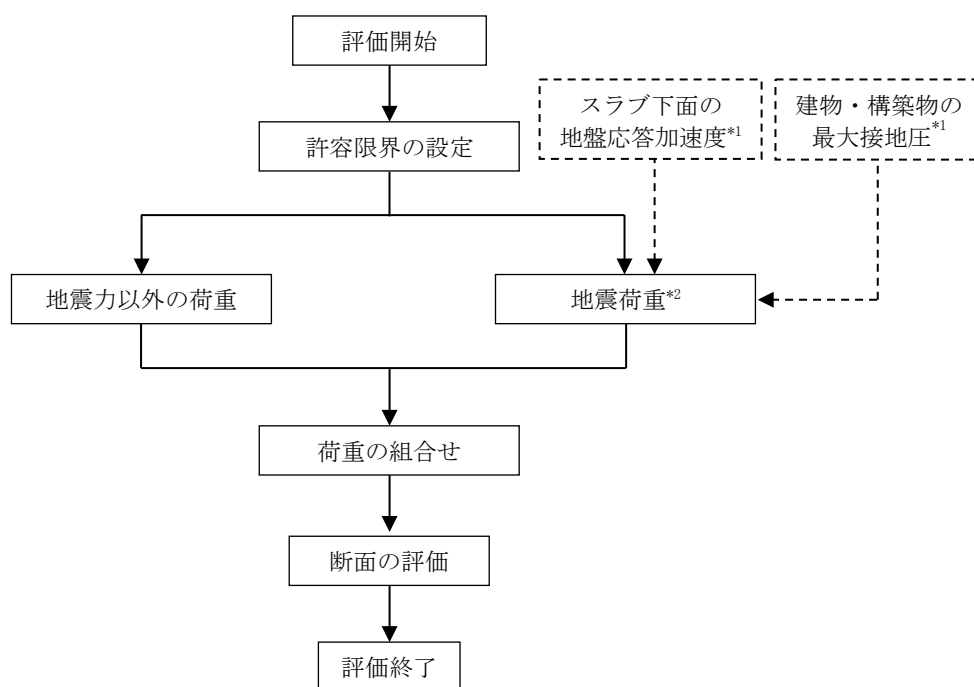 評価開始
スラブ下面の
地盤応答加速度*1
建物・構築物の
最大接地圧*1
許容限界の設定
地震力以外の荷重
地震荷重*2
荷重の組合せ
断面の評価
評価終了